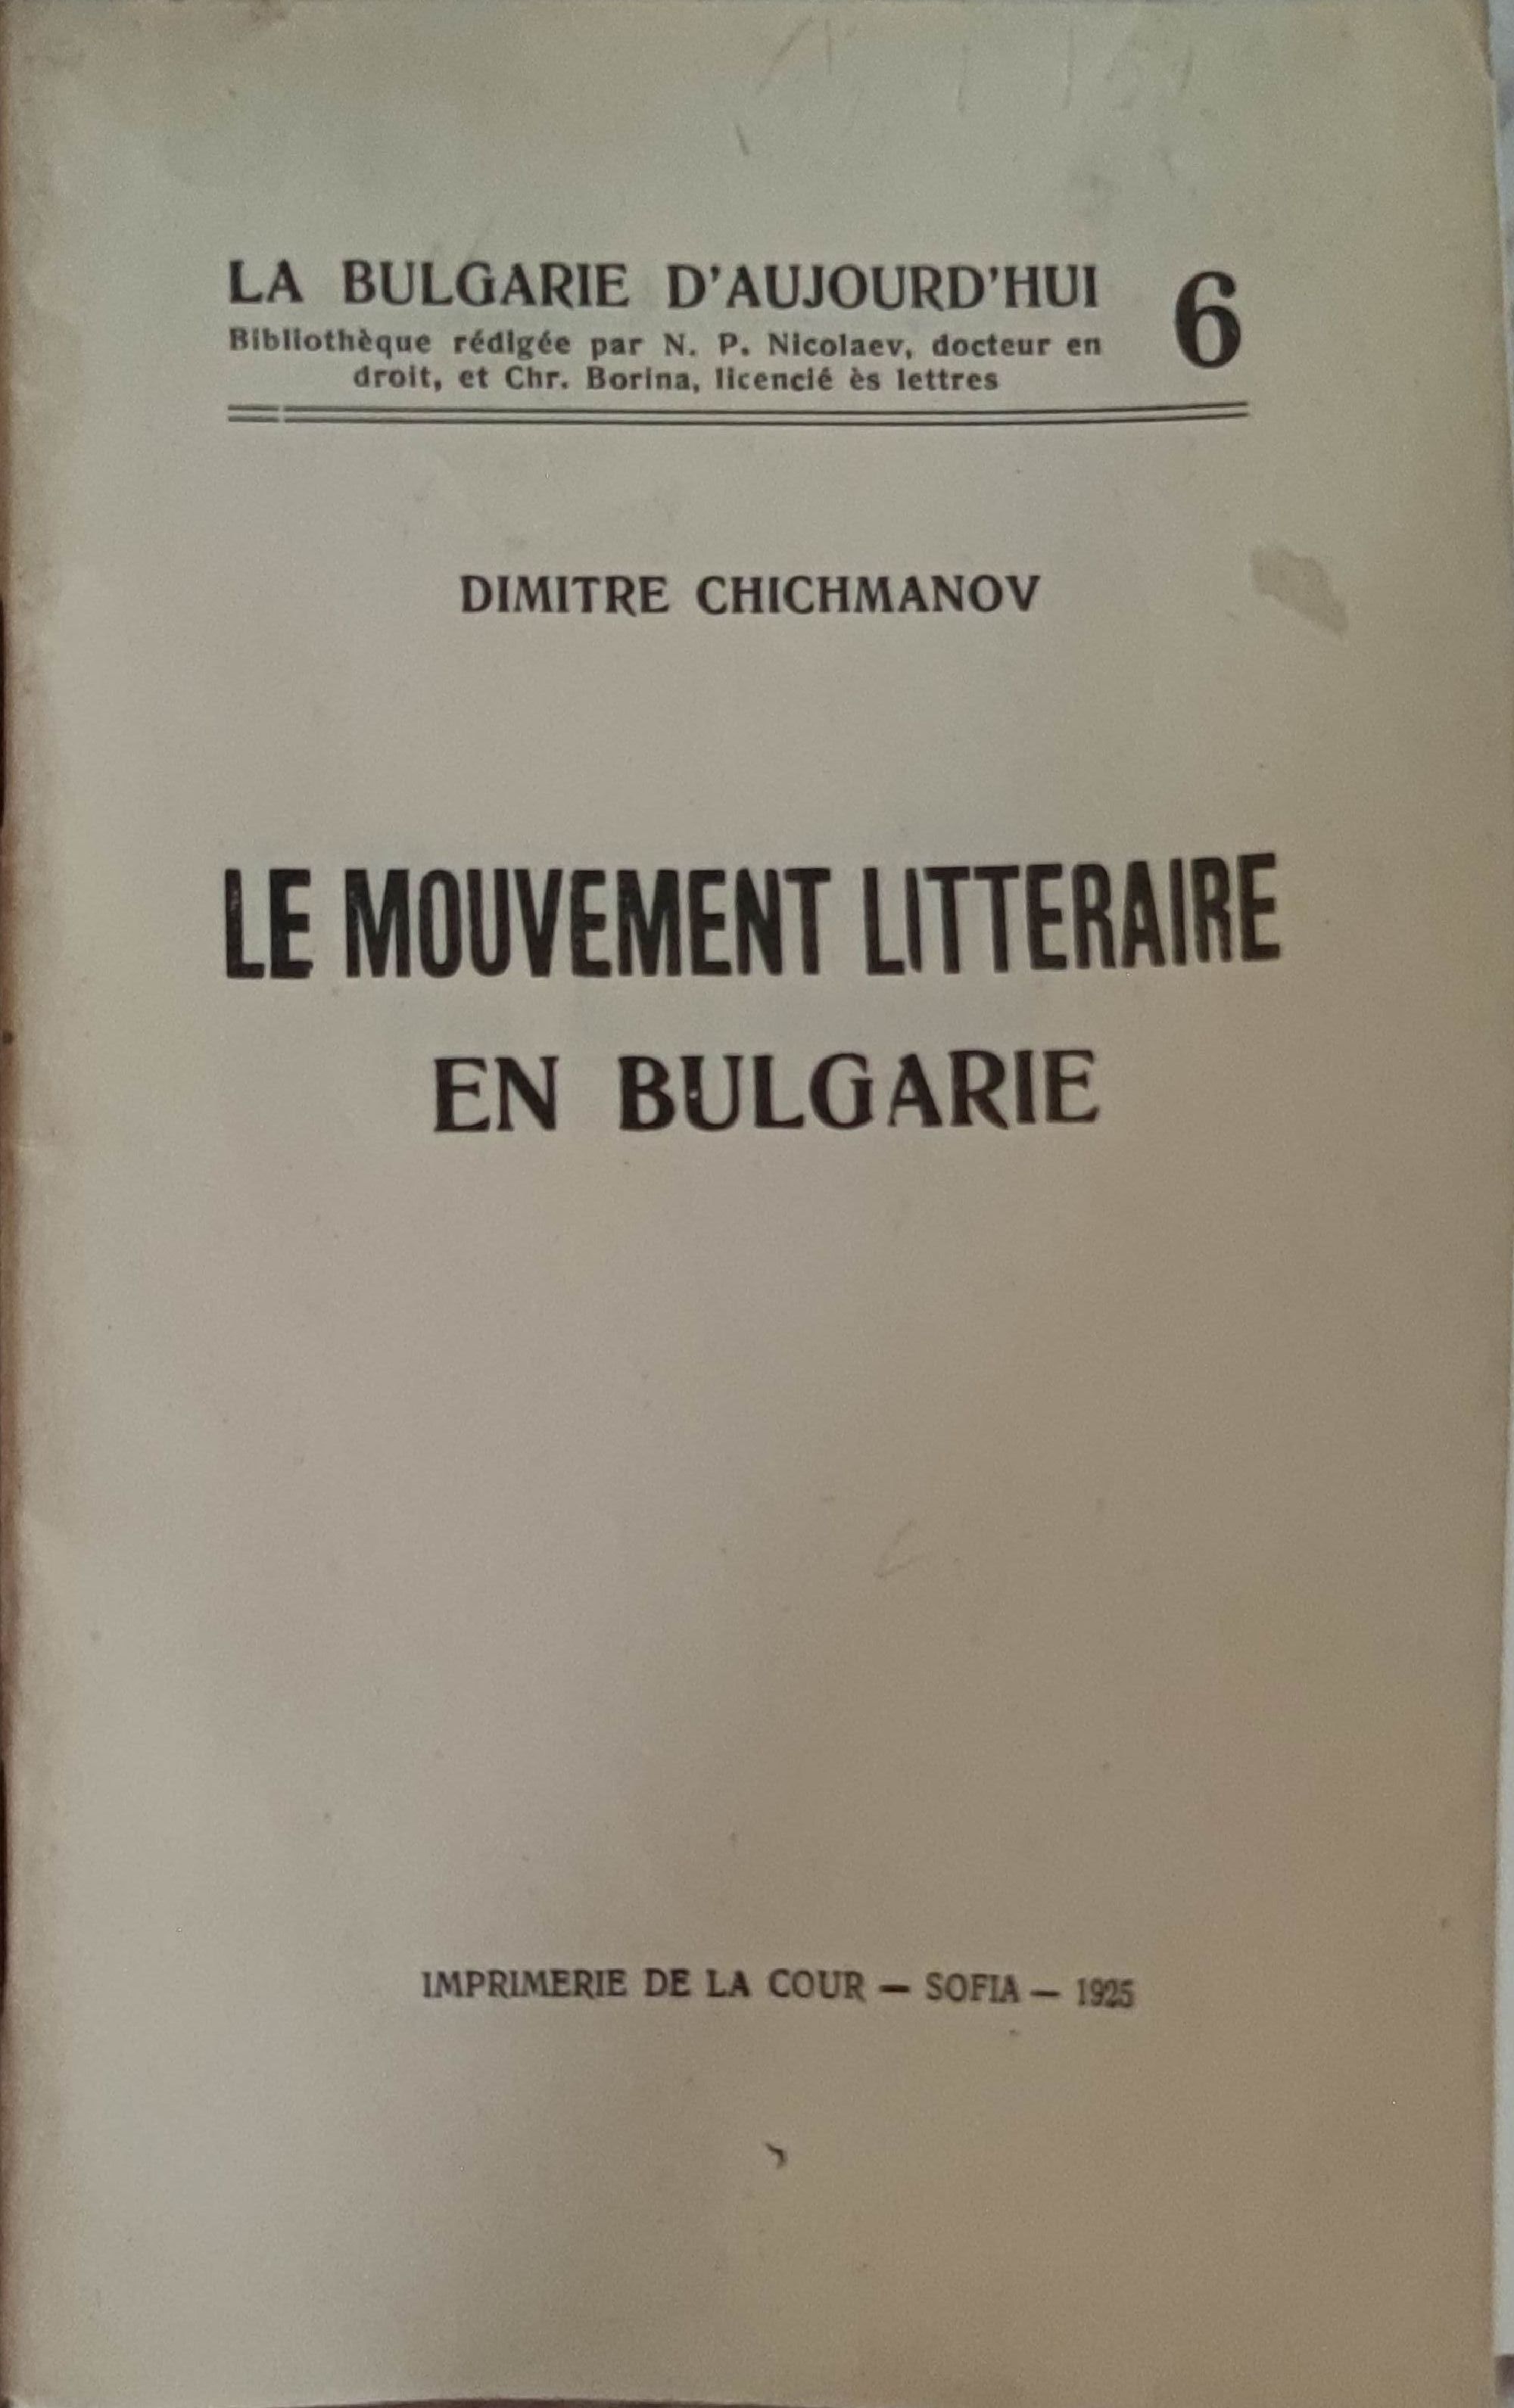 LA BULGARIE D'AUJOURD'HUI 6
Bibliothèque rédigée par N. P. Nicolaev, docteur en
droit, et Chr. Borina, licencié ès lettres
DIMITRE CHICHMANOV
LE MOUVEMENT LITTERAIRE
EN BULGARIE
IMPRIMERIE DE LA COUR — SOFIA — 1925